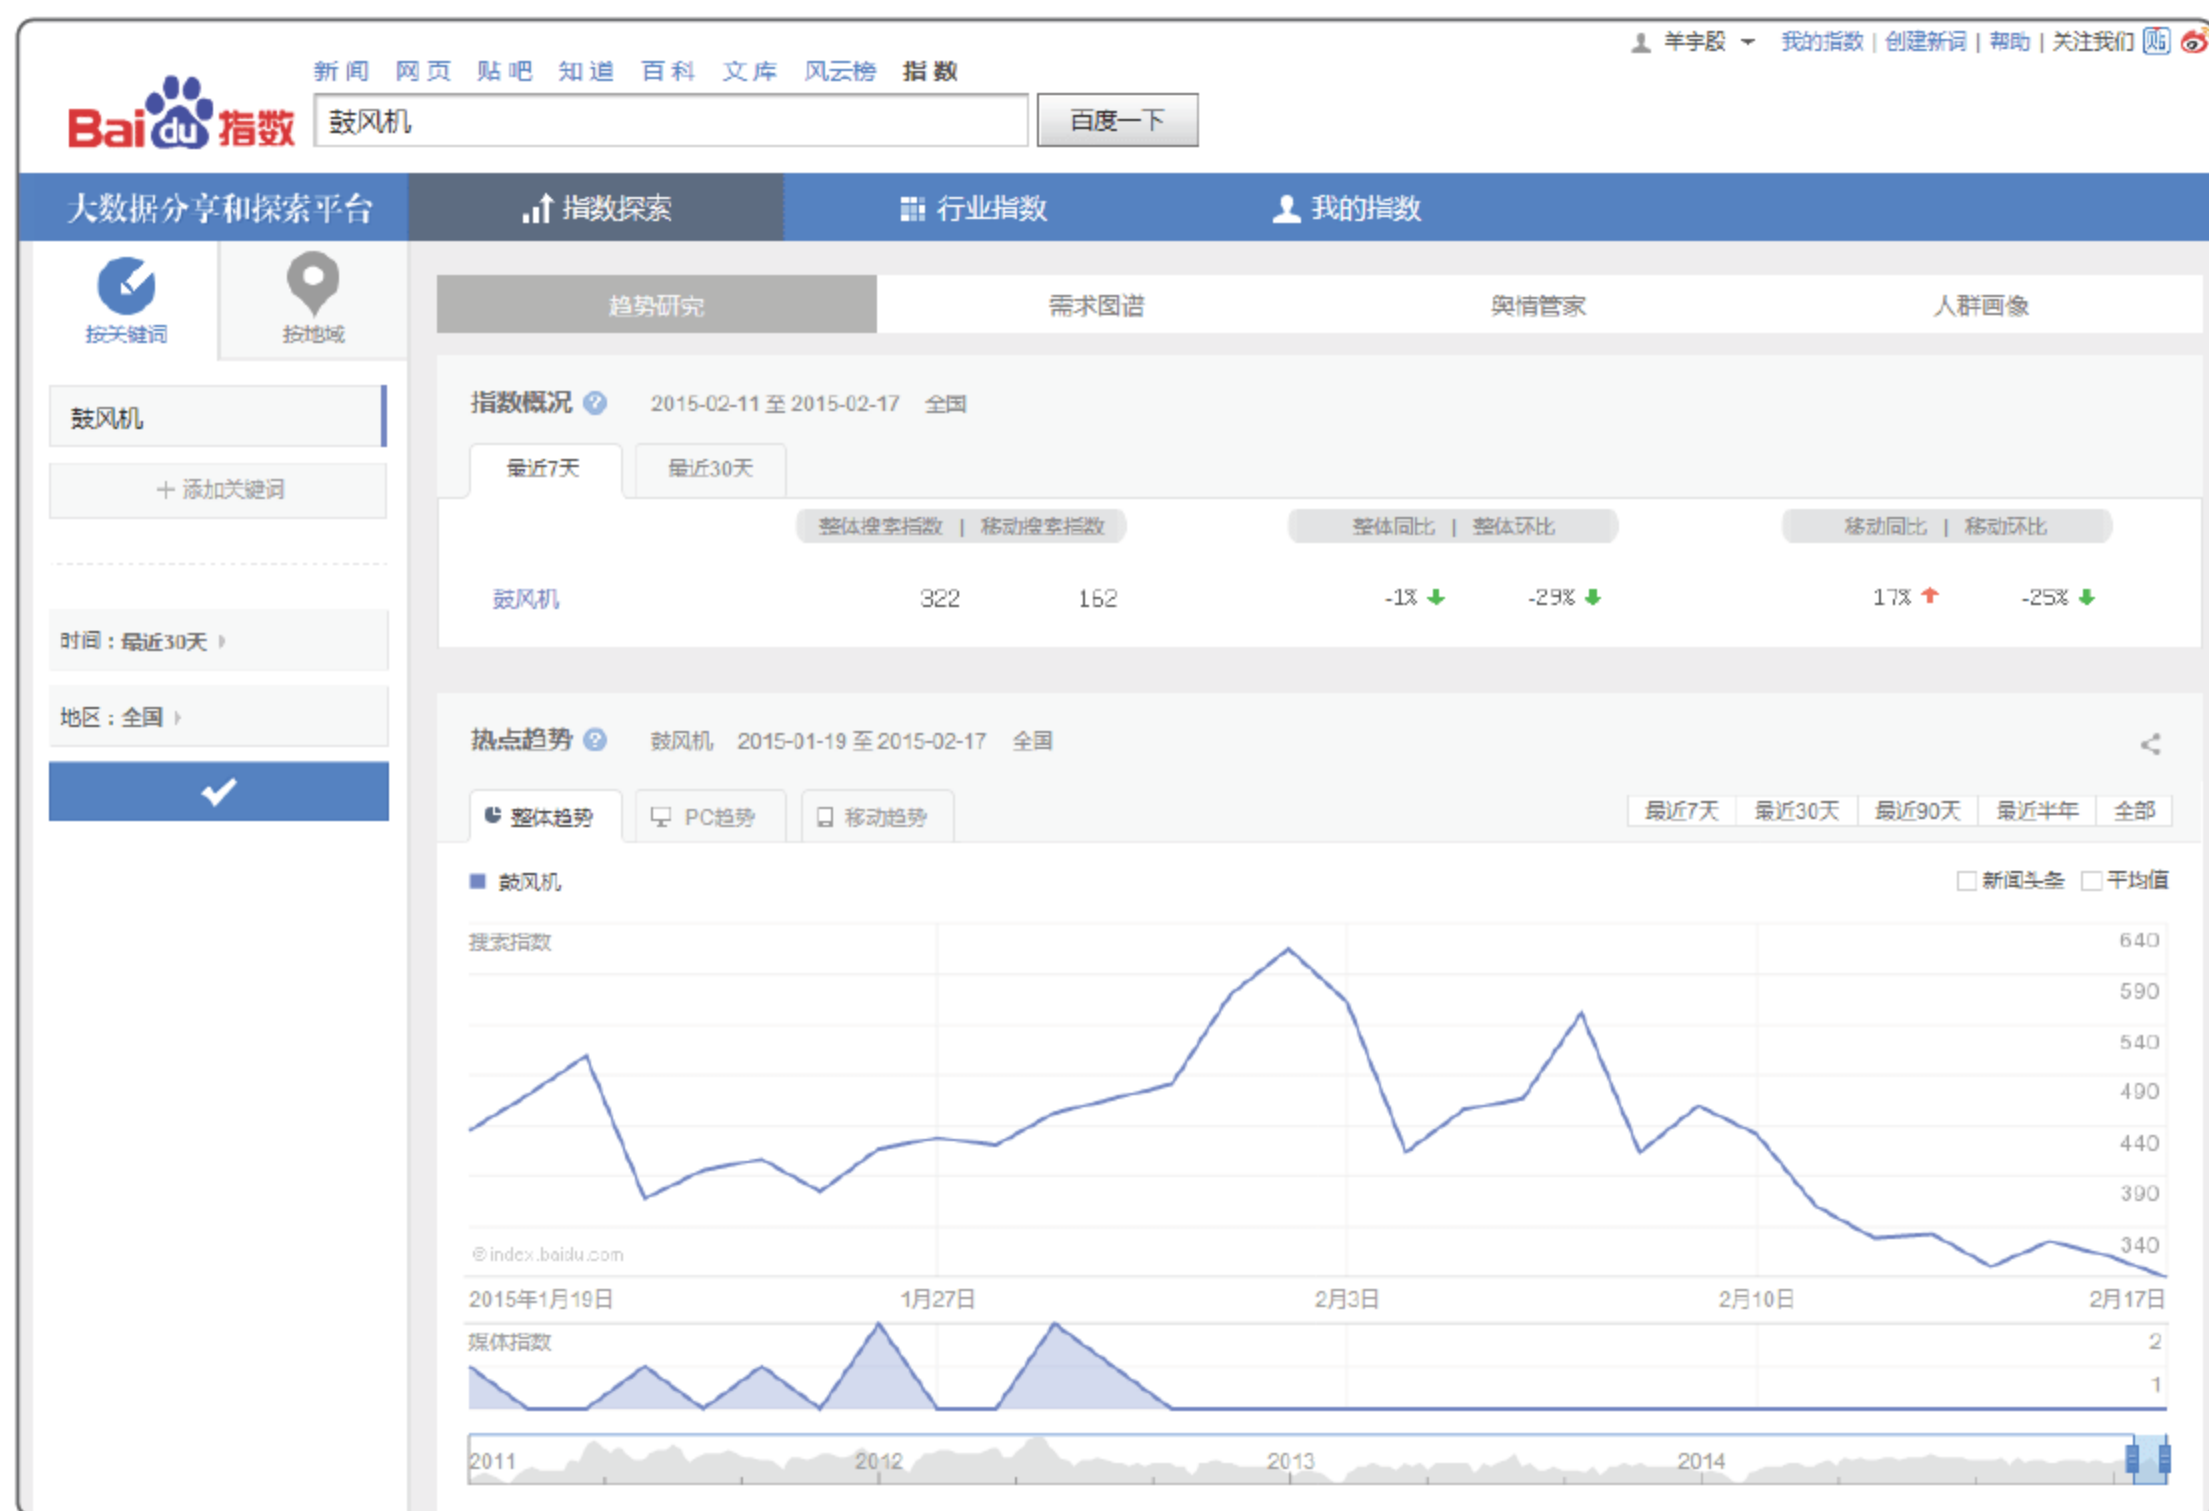 羊宇殷 我的指数 | 创建新词 | 帮助 | 关注我们 贴
新闻 网页 贴吧 知道 百科 文库 风云榜 指数
Baidu指数 鼓风机 百度一下
大数据分享和探索平台 指数探索 行业指数 我的指数
按关键词 按地域
趋势研究 需求图谱 舆情管家 人群画像
鼓风机
+ 添加关键词
时间：最近30天
地区：全国
指数概况 ? 2015-02-11 至 2015-02-17 全国
最近7天 最近30天
整体搜索指数 | 移动搜索指数 整体同比 | 整体环比 移动同比 | 移动环比
鼓风机 322 162 -1% -29% 17% -25%
热点趋势 ? 鼓风机 2015-01-19 至 2015-02-17 全国
整体趋势 PC趋势 移动趋势 最近7天 最近30天 最近90天 最近半年 全部
鼓风机 新闻头条 平均值
搜索指数 640
590
540
490
440
390
340
©index.baidu.com
2015年1月19日 1月27日 2月3日 2月10日 2月17日
媒体指数 2
1
2011 2012 2013 2014